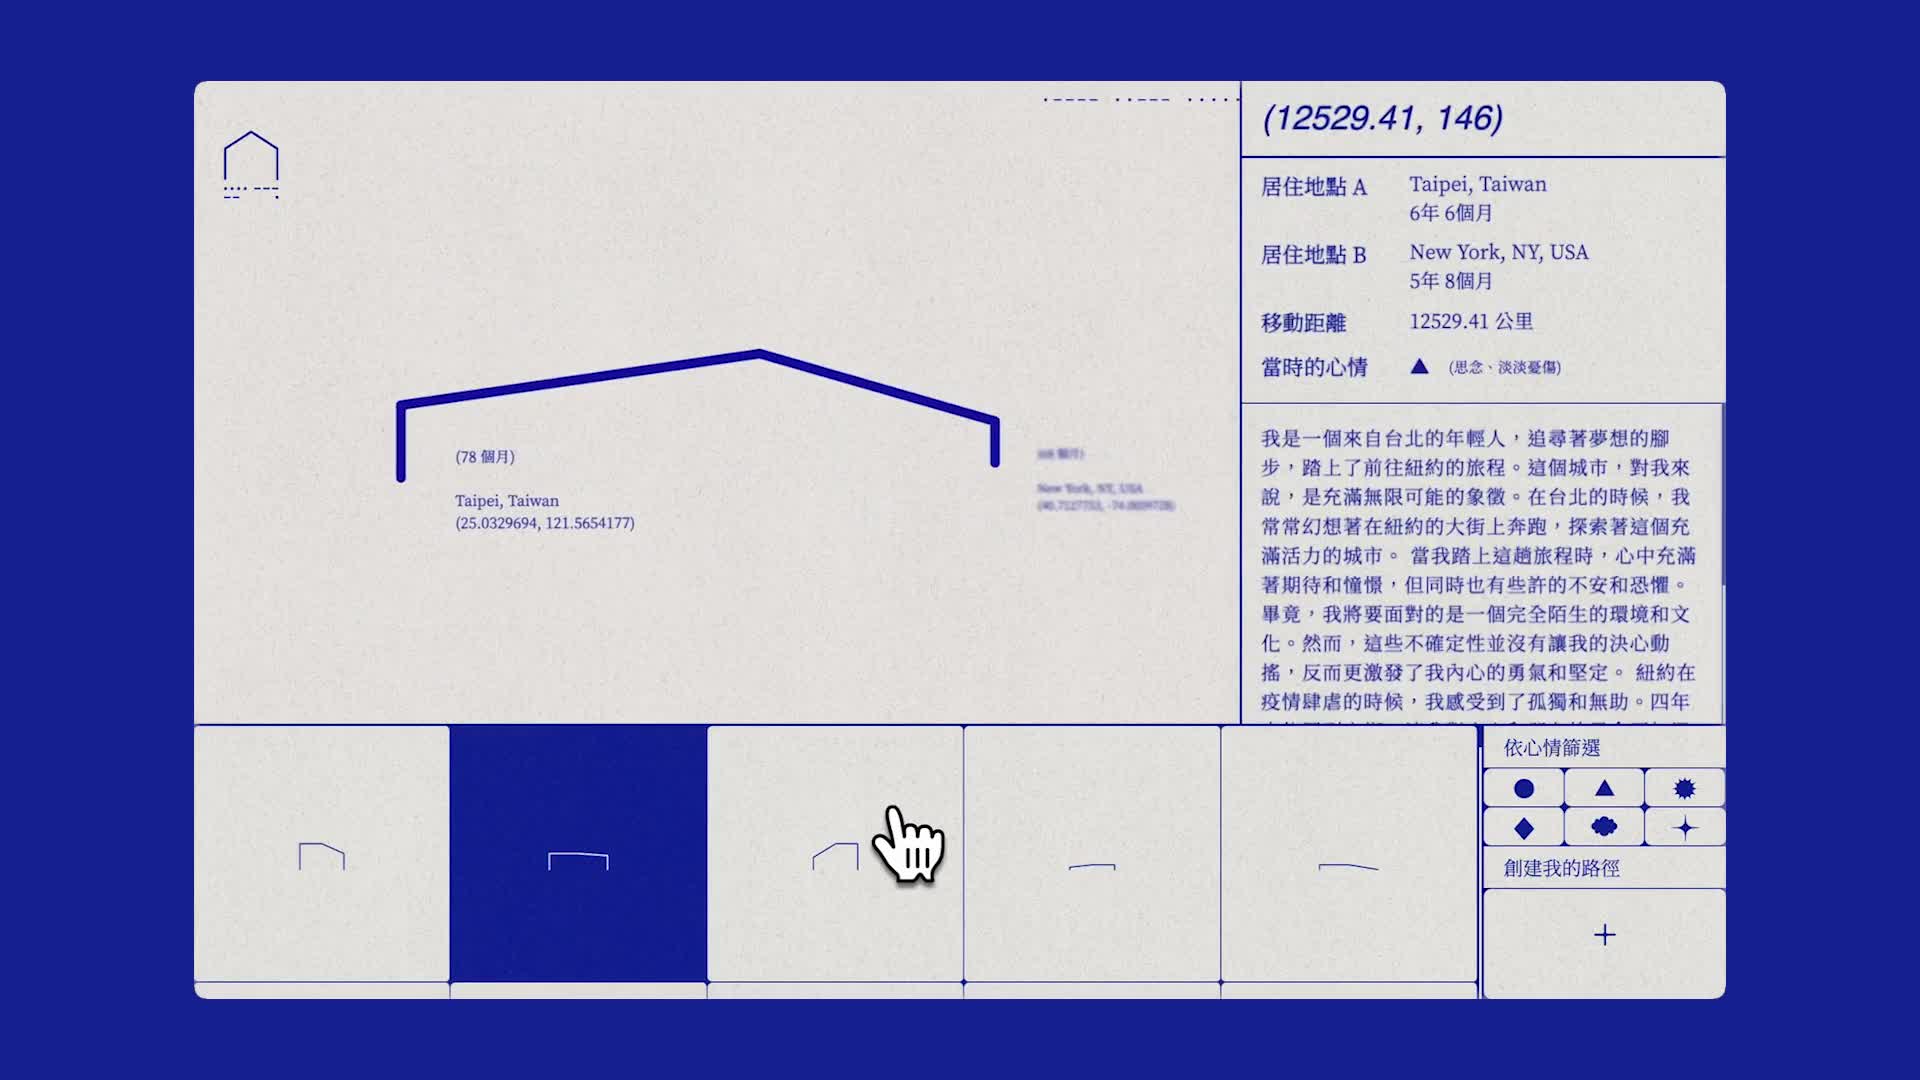 (12529.41, 146)
居住地點 A
Taipei, Taiwan
6年 6個月
居住地點 B
New York, NY, USA
5年 8個月
移動距離
12529.41 公里
當時的心情
(思念、淡淡憂傷)
(78 個月)
Taipei, Taiwan
(25.0329694, 121.5654177)
New York, NY, USA
我是一個來自台北的年輕人，追尋著夢想的腳
步，踏上了前往紐約的旅程。這個城市，對我來
說，是充滿無限可能的象徵。在台北的時候，我
常常幻想著在紐約的大街上奔跑，探索著這個充
滿活力的城市。 當我踏上這趟旅程時，心中充滿
著期待和憧憬，但同時也有些許的不安和恐懼。
畢竟，我將要面對的是一個完全陌生的環境和文
化。然而，這些不確定性並沒有讓我的決心動
搖，反而更激發了我內心的勇氣和堅定。 紐約在
疫情肆虐的時候，我感受到了孤獨和無助。四年
依心情篩選
創建我的路徑